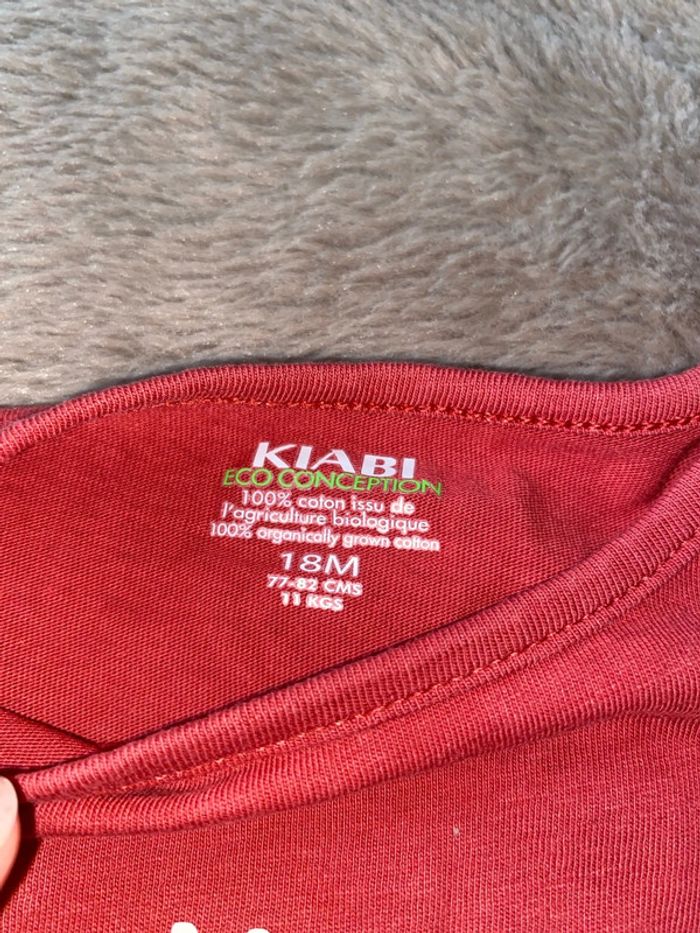 KIABI
ECO CONCEPTION
100% coton issu de
l'agriculture biologique
100% organically grown cotton
18M
77-82 CMS
11 KGS